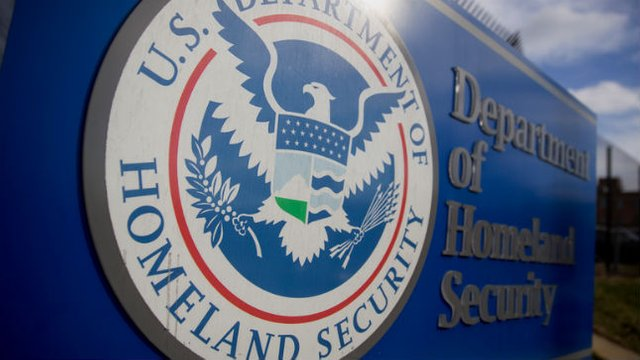 U.S. DEPARTMENT OF
HOMELAND SECURITY
Department
of
Homeland
Security